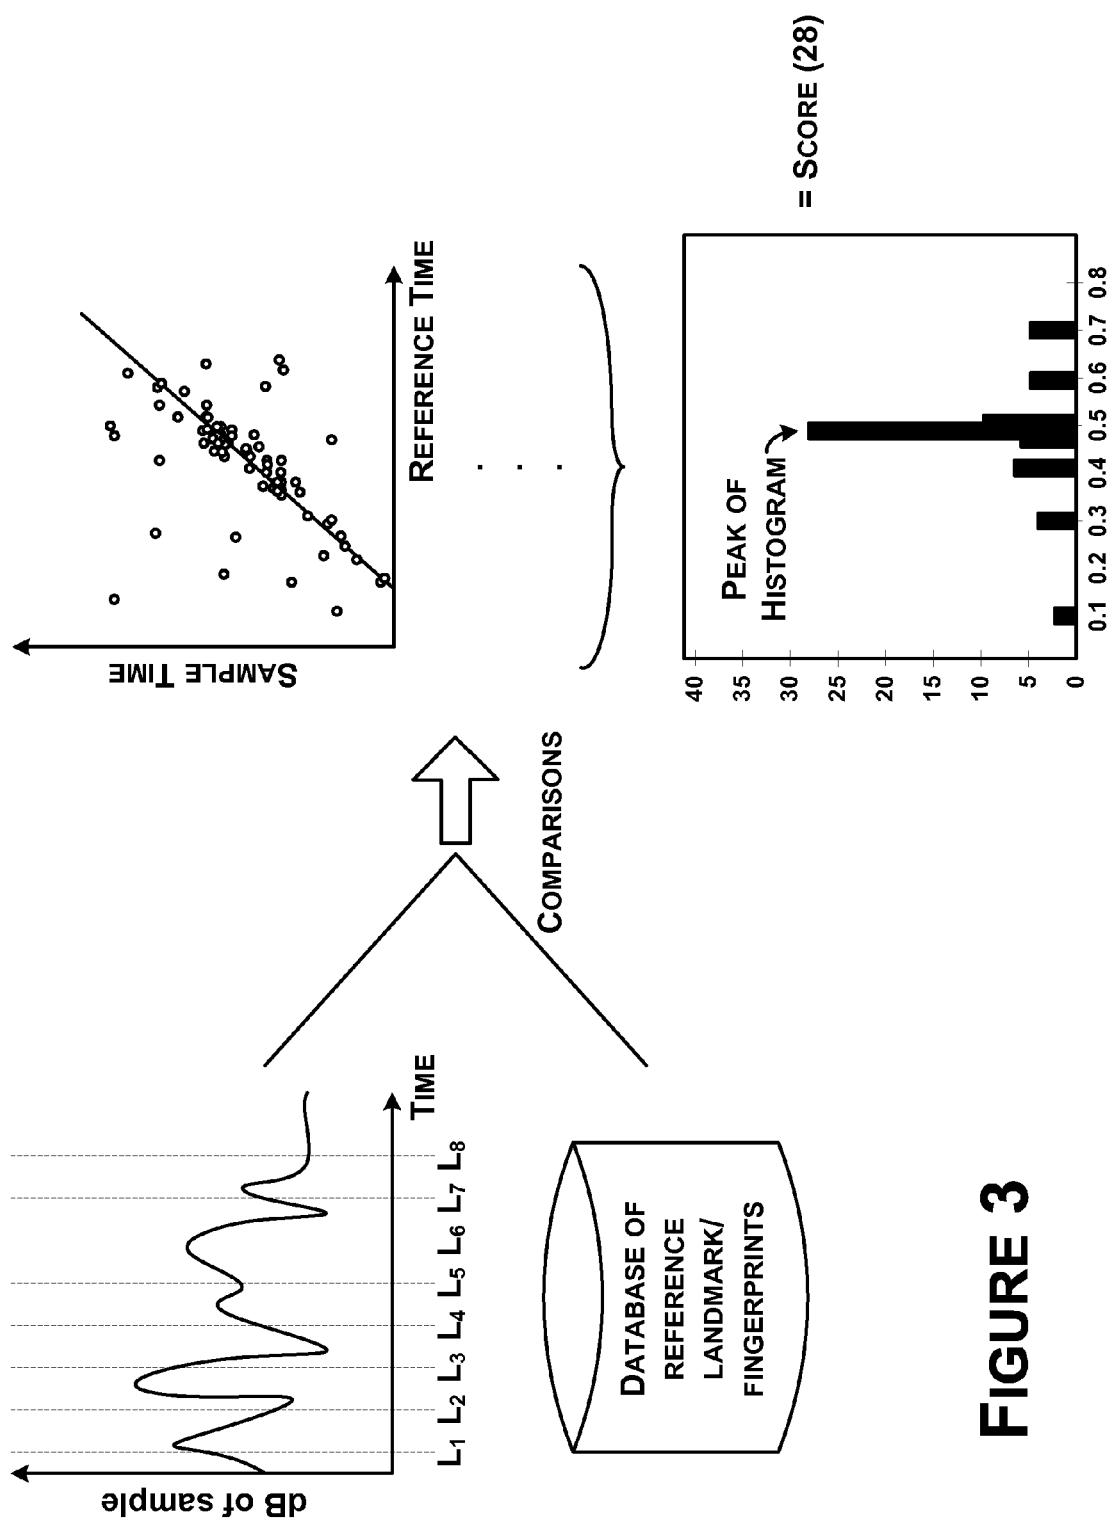 dB of sample
L1 L2 L3 L4 L5 L6 L7 L8
TIME
DATABASE OF
REFERENCE
LANDMARK/
FINGERPRINTS
COMPARISONS
SAMPLE TIME
REFERENCE TIME
. . .
40
35
30
25
20
15
10
5
0
PEAK OF
HISTOGRAM
0.1 0.2 0.3 0.4 0.5 0.6 0.7 0.8
= SCORE (28)
FIGURE 3